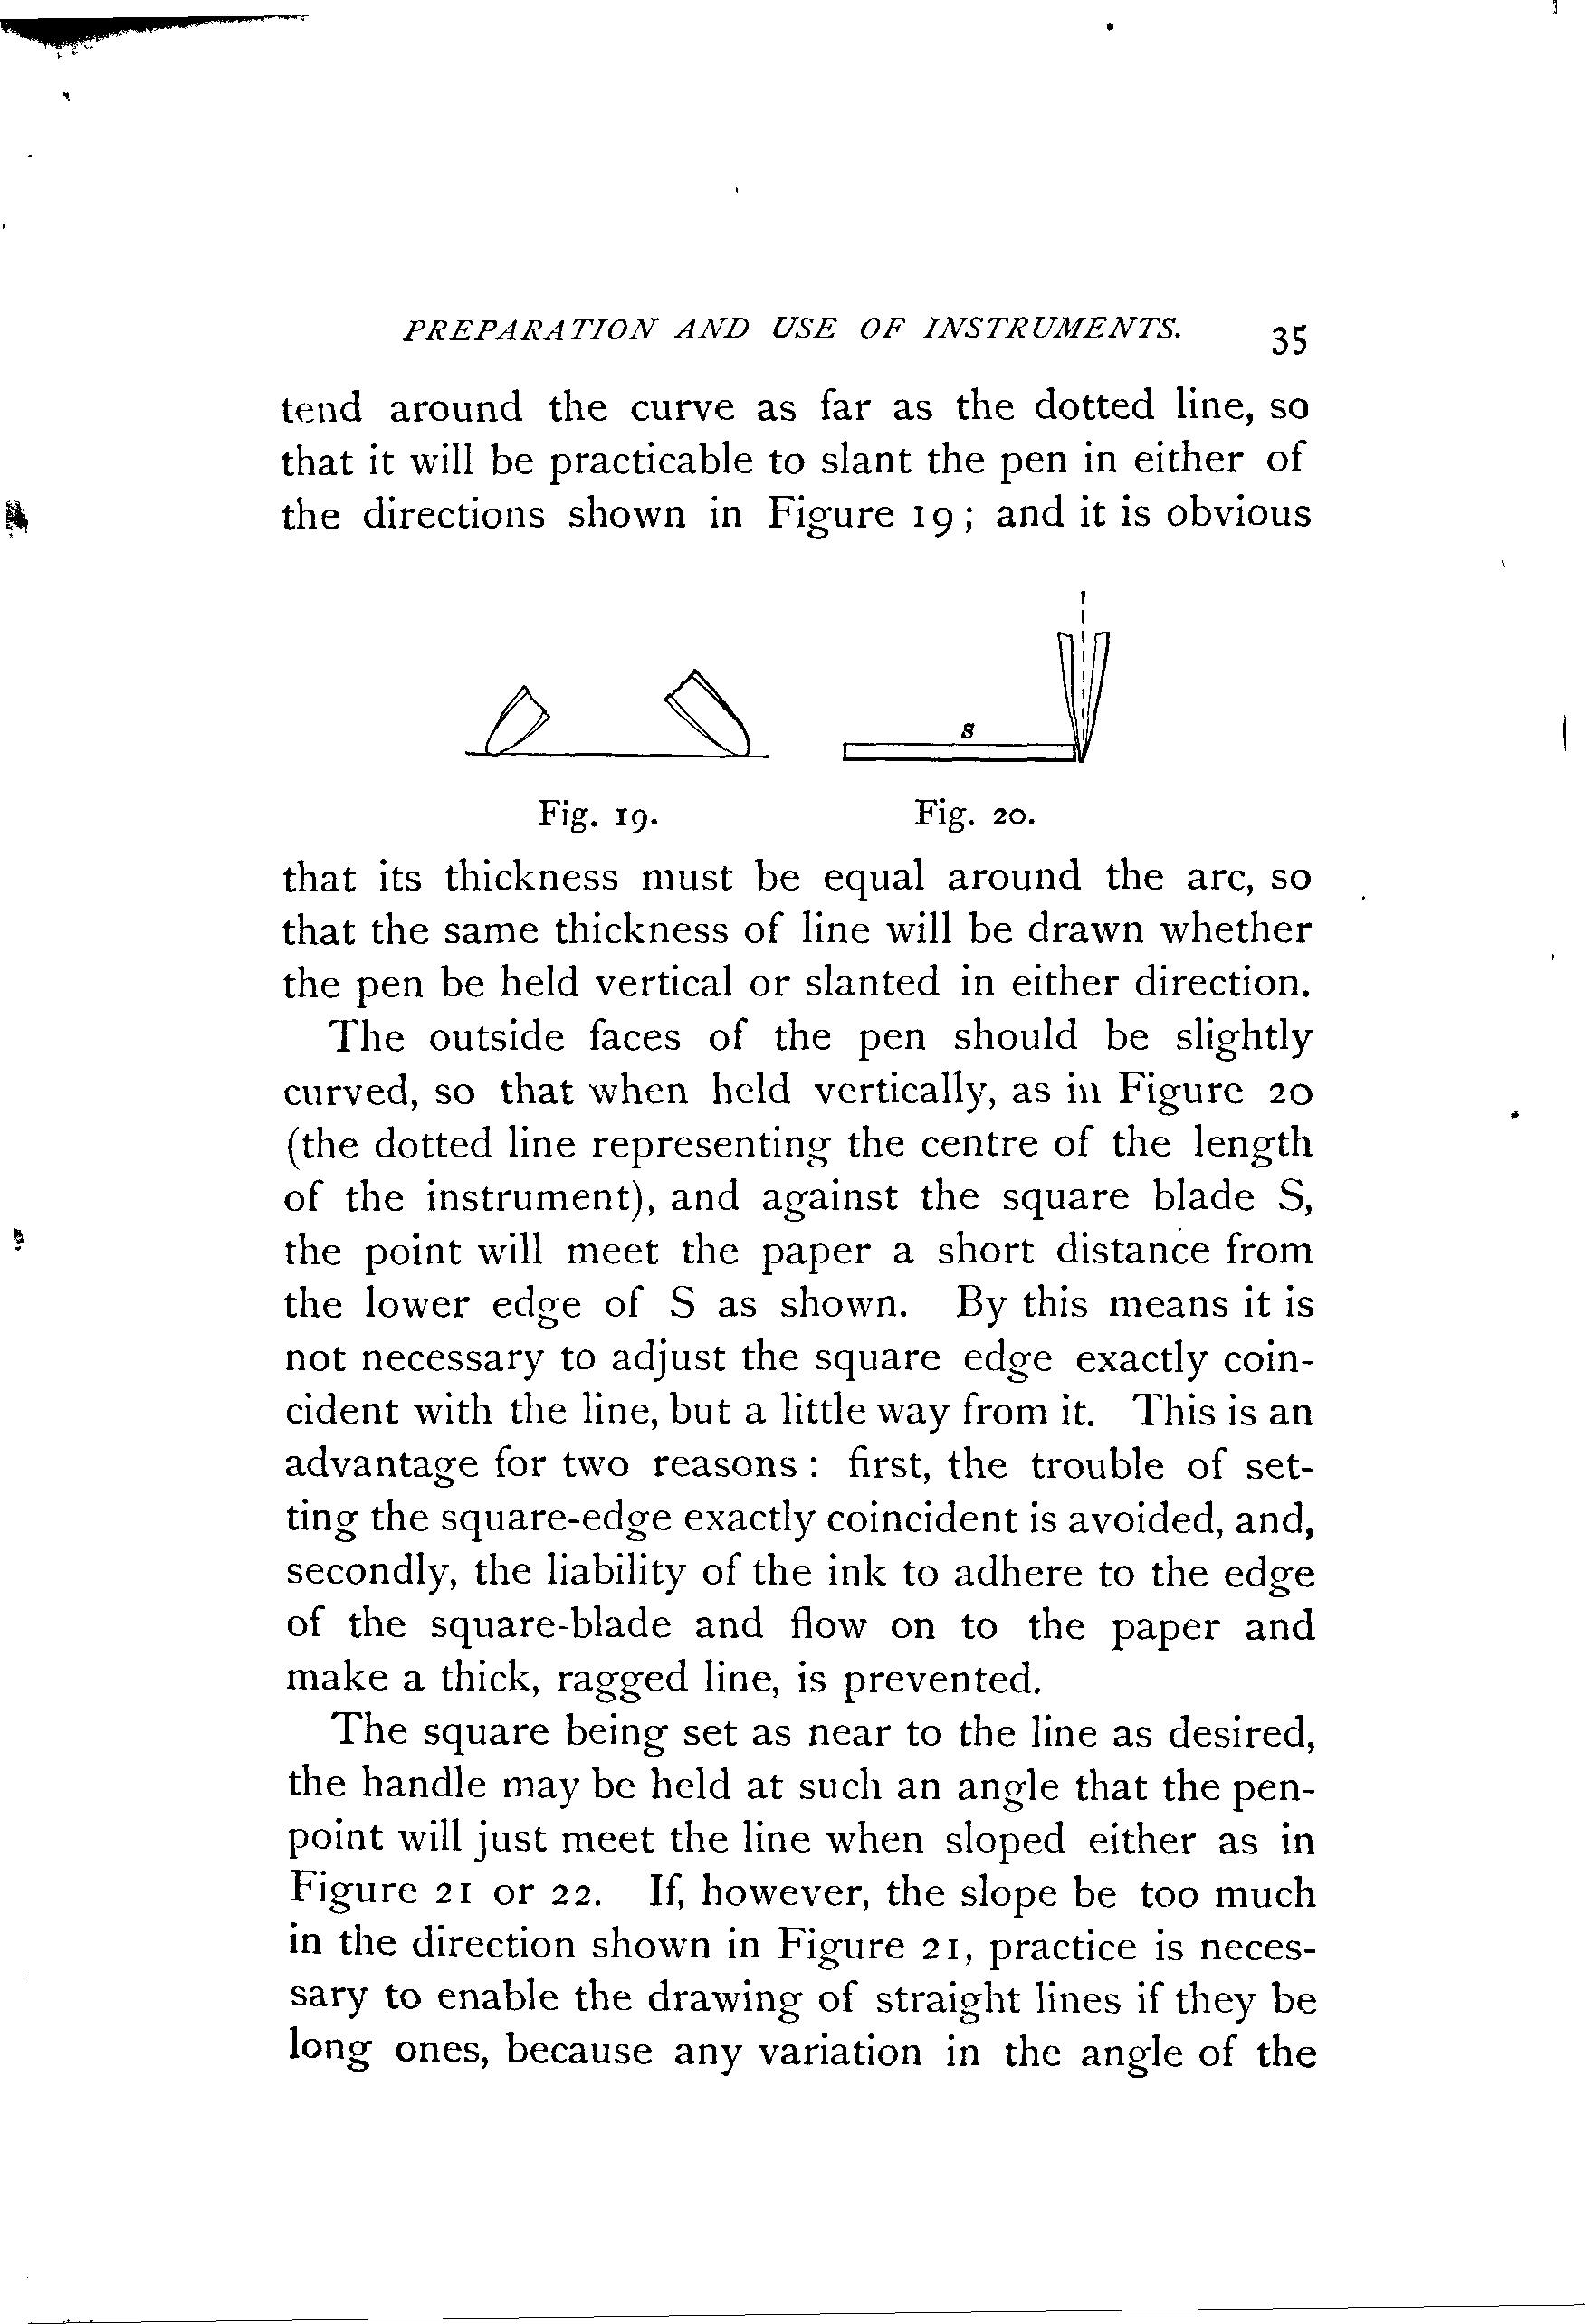 PREPARATION AND USE OF INSTRUMENTS. 35
tend around the curve as far as the dotted line, so
that it will be practicable to slant the pen in either of
the directions shown in Figure 19; and it is obvious
S
Fig. 19. Fig. 20.
that its thickness must be equal around the arc, so
that the same thickness of line will be drawn whether
the pen be held vertical or slanted in either direction.
The outside faces of the pen should be slightly
curved, so that when held vertically, as in Figure 20
(the dotted line representing the centre of the length
of the instrument), and against the square blade S,
the point will meet the paper a short distance from
the lower edge of S as shown. By this means it is
not necessary to adjust the square edge exactly coin-
cident with the line, but a little way from it. This is an
advantage for two reasons: first, the trouble of set-
ting the square-edge exactly coincident is avoided, and,
secondly, the liability of the ink to adhere to the edge
of the square-blade and flow on to the paper and
make a thick, ragged line, is prevented.
The square being set as near to the line as desired,
the handle may be held at such an angle that the pen-
point will just meet the line when sloped either as in
Figure 21 or 22. If, however, the slope be too much
in the direction shown in Figure 21, practice is neces-
sary to enable the drawing of straight lines if they be
long ones, because any variation in the angle of the